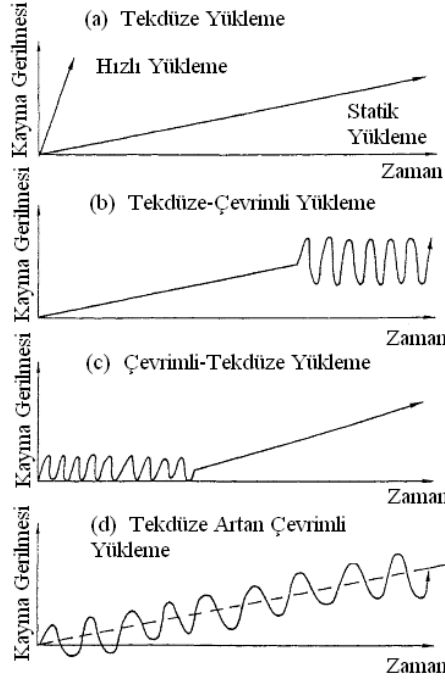 (a) Tekdüze Yükleme
Kayma Gerilmesi
Hızlı Yükleme
Statik
Yükleme
Zaman
(b) Tekdüze-Çevrimli Yükleme
Kayma Gerilmesi
Zaman
(c) Çevrimli-Tekdüze Yükleme
Kayma Gerilmesi
Zaman
(d) Tekdüze Artan Çevrimli
Yükleme
Kayma Gerilmesi
Zaman